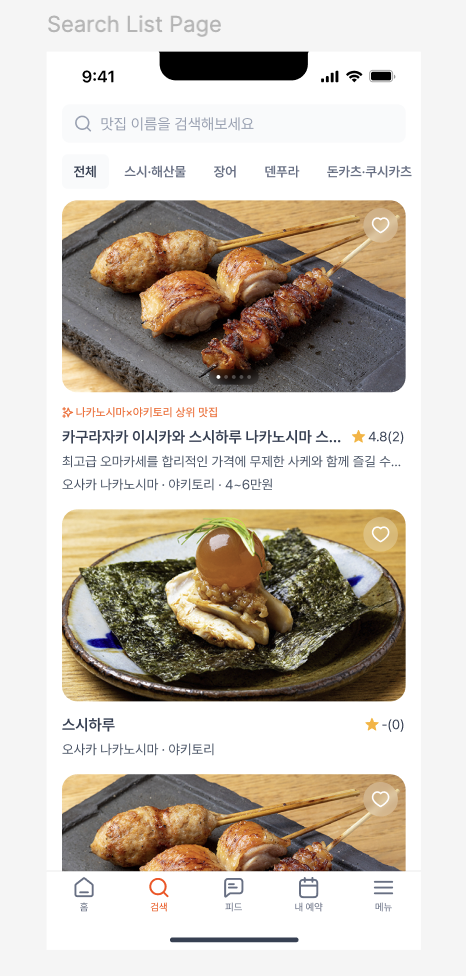 Search List Page
9:41
맛집 이름을 검색해보세요
전체 스시·해산물 장어 덴푸라 돈카츠·쿠시카츠
나카노시마×야키토리 상위 맛집
카구라자카 이시카와 스시하루 나카노시마 스... 4.8(2)
최고급 오마카세를 합리적인 가격에 무제한 사케와 함께 즐길 수...
오사카 나카노시마 · 야키토리 · 4~6만원
스시하루 -(0)
오사카 나카노시마 · 야키토리
홈 검색 피드 내 예약 메뉴